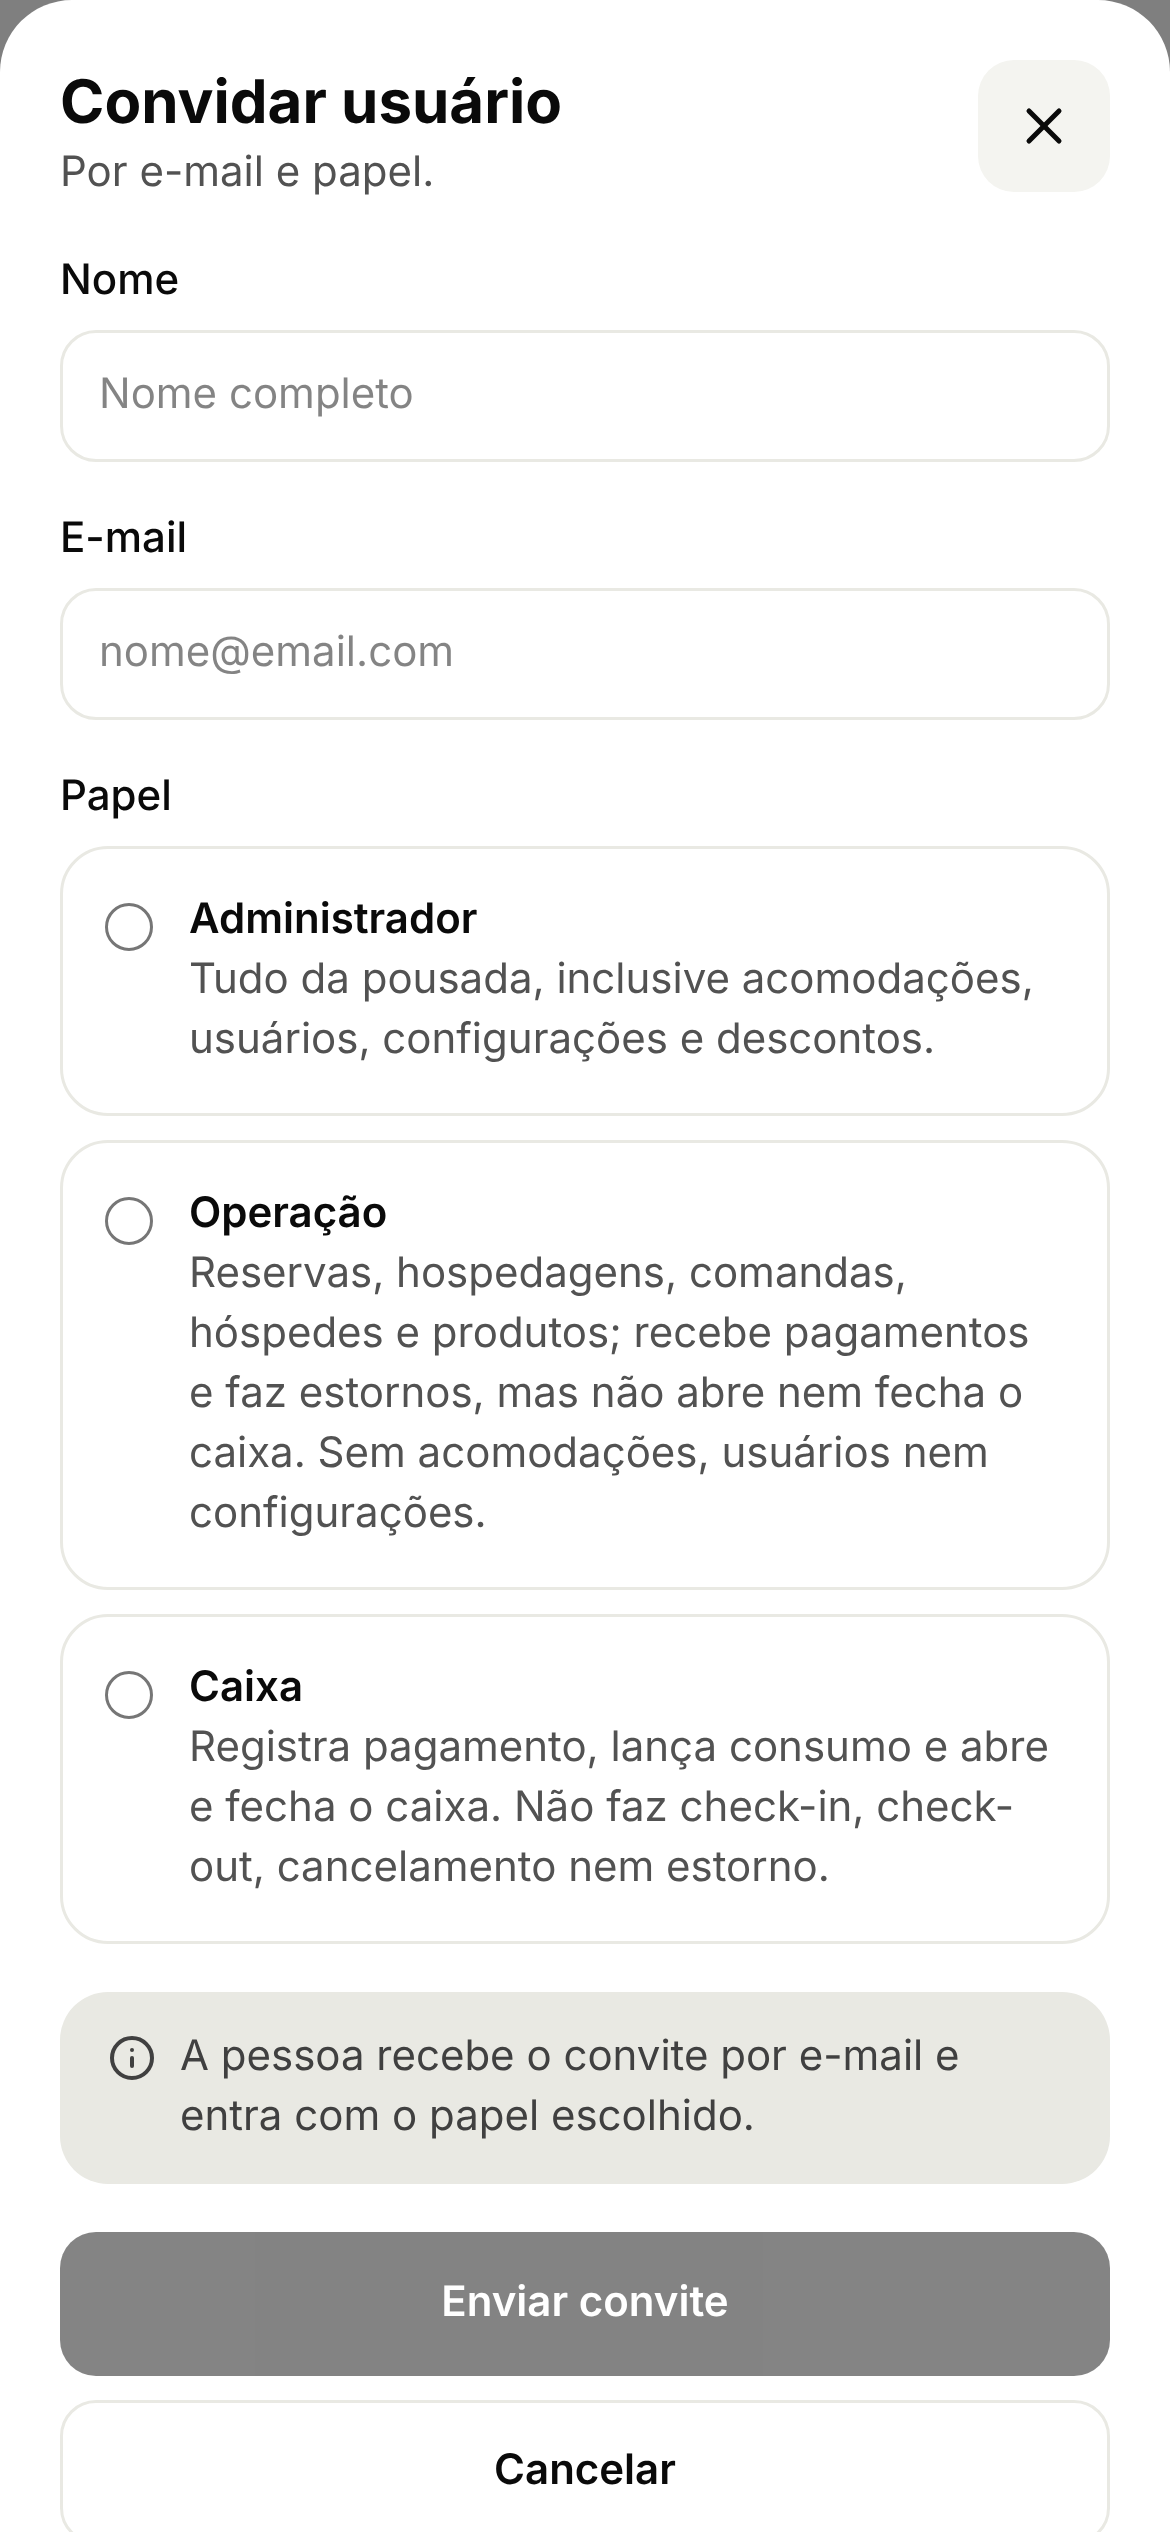 Convidar usuário
Por e-mail e papel.
Nome
Nome completo
E-mail
nome@email.com
Papel
Administrador
Tudo da pousada, inclusive acomodações,
usuários, configurações e descontos.
Operação
Reservas, hospedagens, comandas,
hóspedes e produtos; recebe pagamentos
e faz estornos, mas não abre nem fecha o
caixa. Sem acomodações, usuários nem
configurações.
Caixa
Registra pagamento, lança consumo e abre
e fecha o caixa. Não faz check-in, check-
out, cancelamento nem estorno.
A pessoa recebe o convite por e-mail e
entra com o papel escolhido.
Enviar convite
Cancelar